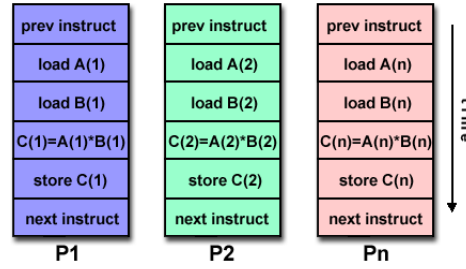 prev instruct
load A(1)
load B(1)
C(1)=A(1)*B(1)
store C(1)
next instruct
P1
prev instruct
load A(2)
load B(2)
C(2)=A(2)*B(2)
store C(2)
next instruct
P2
prev instruct
load A(n)
load B(n)
C(n)=A(n)*B(n)
store C(n)
next instruct
Pn